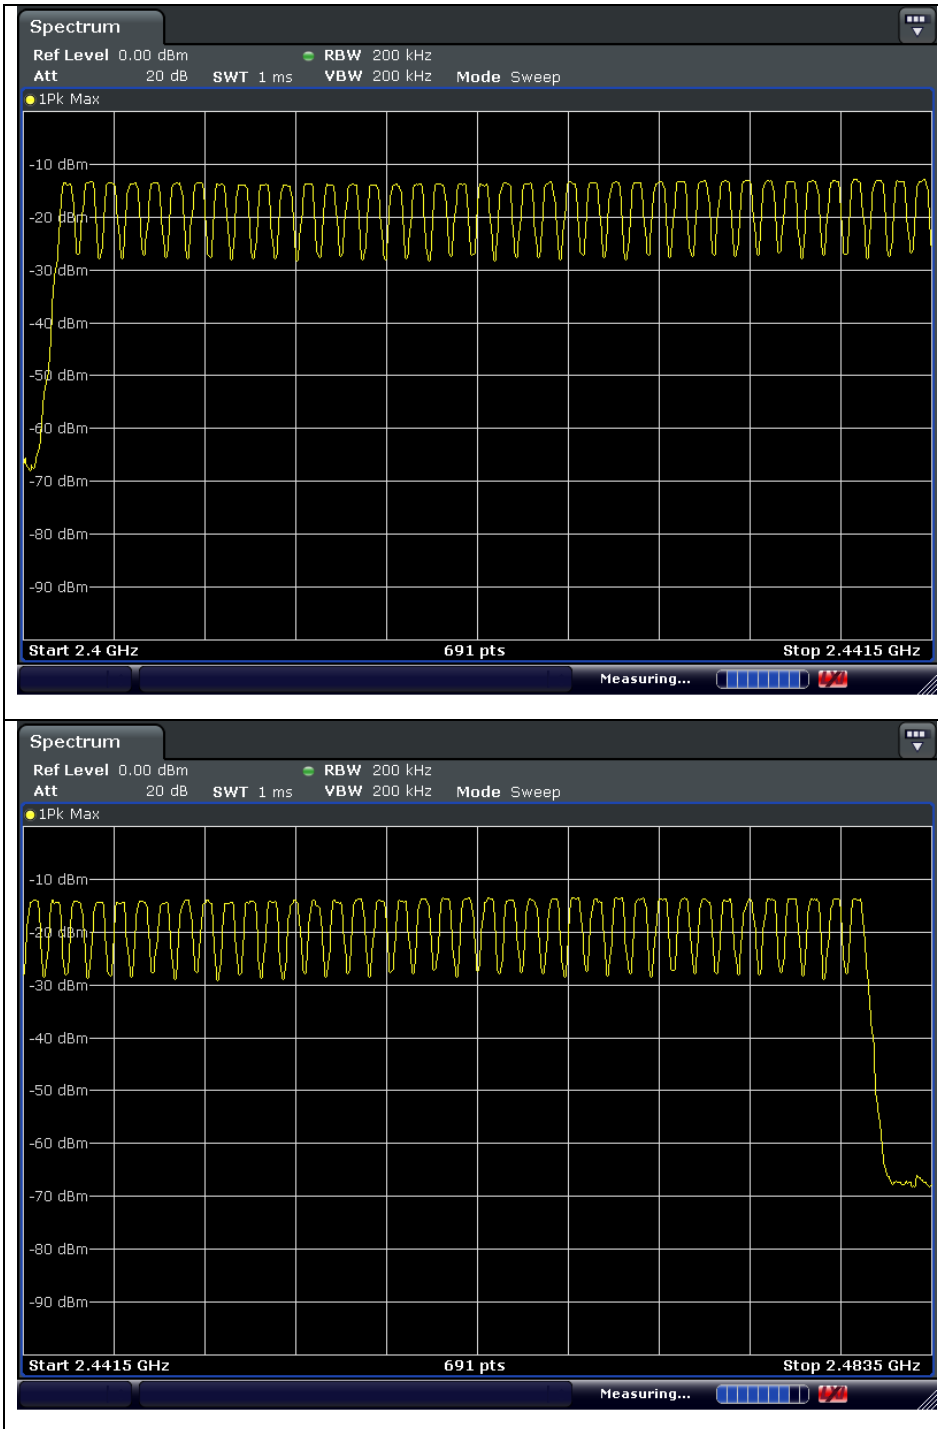 Spectrum
Ref Level 0.00 dBm RBW 200 kHz
Att 20 dB SWT 1 ms VBW 200 kHz Mode Sweep
1Pk Max
-10 dBm
-20 dBm
-30 dBm
-40 dBm
-50 dBm
-60 dBm
-70 dBm
-80 dBm
-90 dBm
Start 2.4 GHz 691 pts Stop 2.4415 GHz
Measuring...
Spectrum
Ref Level 0.00 dBm RBW 200 kHz
Att 20 dB SWT 1 ms VBW 200 kHz Mode Sweep
1Pk Max
-10 dBm
-20 dBm
-30 dBm
-40 dBm
-50 dBm
-60 dBm
-70 dBm
-80 dBm
-90 dBm
Start 2.4415 GHz 691 pts Stop 2.4835 GHz
Measuring...